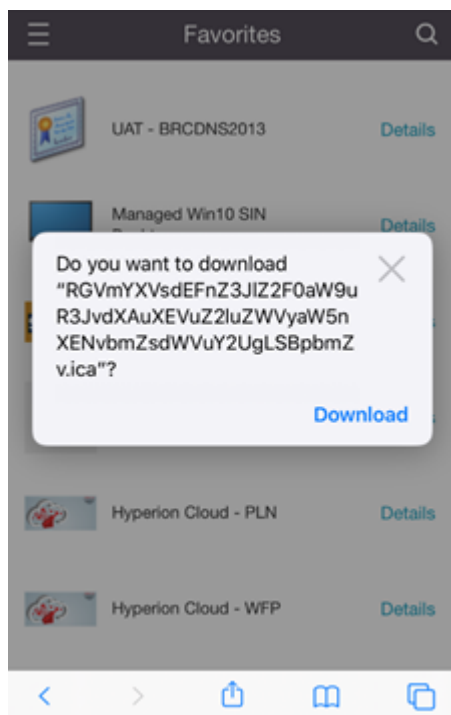 Favorites
UAT - BRCDNS2013 Details
Managed Win10 SIN
Details
Do you want to download
“RGVmYXVsdEFnZ3JlZ2F0aW9u
R3JvdXAuXEVuZ2luZWVyaW5n
XENvbmZsdWVuY2UgLSBpbmZ
v.ica”?
Download
Hyperion Cloud - PLN Details
Hyperion Cloud - WFP Details